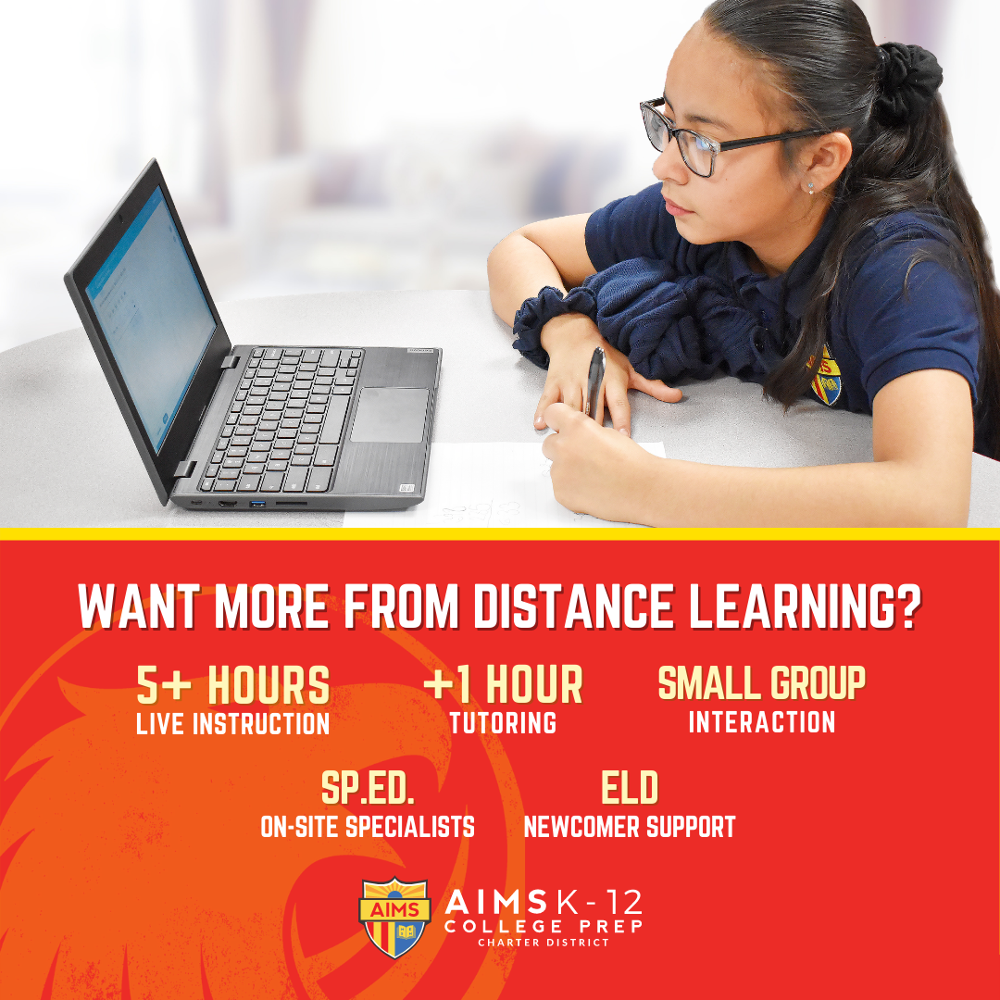 WANT MORE FROM DISTANCE LEARNING?
5+ HOURS
LIVE INSTRUCTION
+1 HOUR
TUTORING
SMALL GROUP
INTERACTION
SP.ED.
ON-SITE SPECIALISTS
ELD
NEWCOMER SUPPORT
AIMS
AIMS K-12
COLLEGE PREP
CHARTER DISTRICT